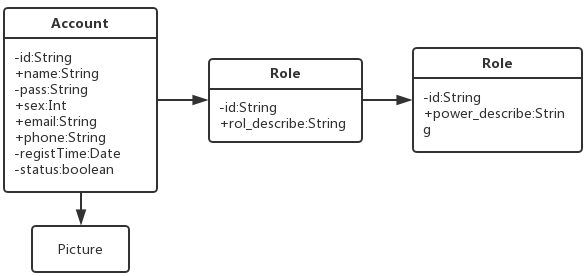 Account
-id:String
+name:String
-pass:String
+sex:Int
+email:String
+phone:String
-registTime:Date
-status:boolean
Role
-id:String
+rol_describe:String
Role
-id:String
+power_describe:Strin
g
Picture